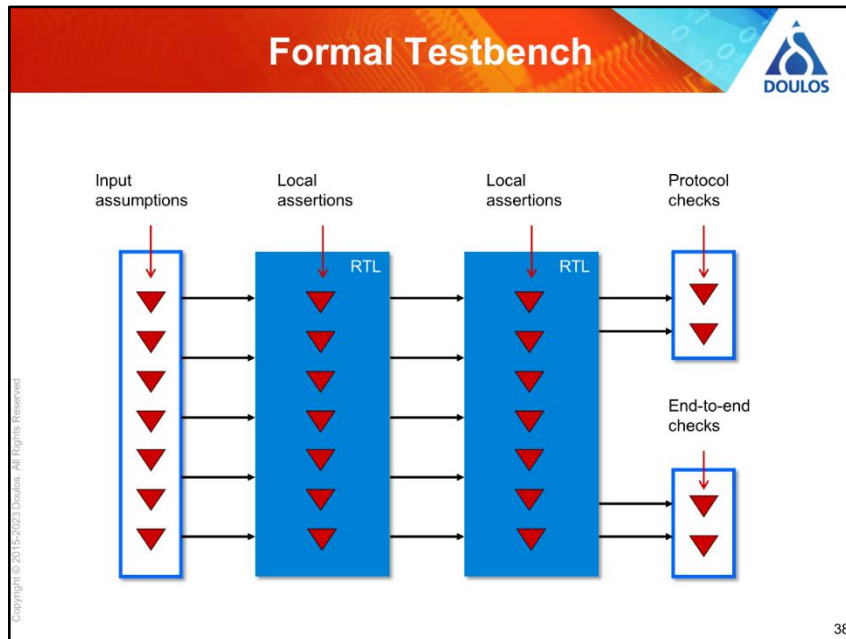 Formal Testbench
DOULOS
Input
assumptions
Local
assertions
Local
assertions
Protocol
checks
RTL
RTL
End-to-end
checks
Copyright © 2015-2023 Doulos. All Rights Reserved
38